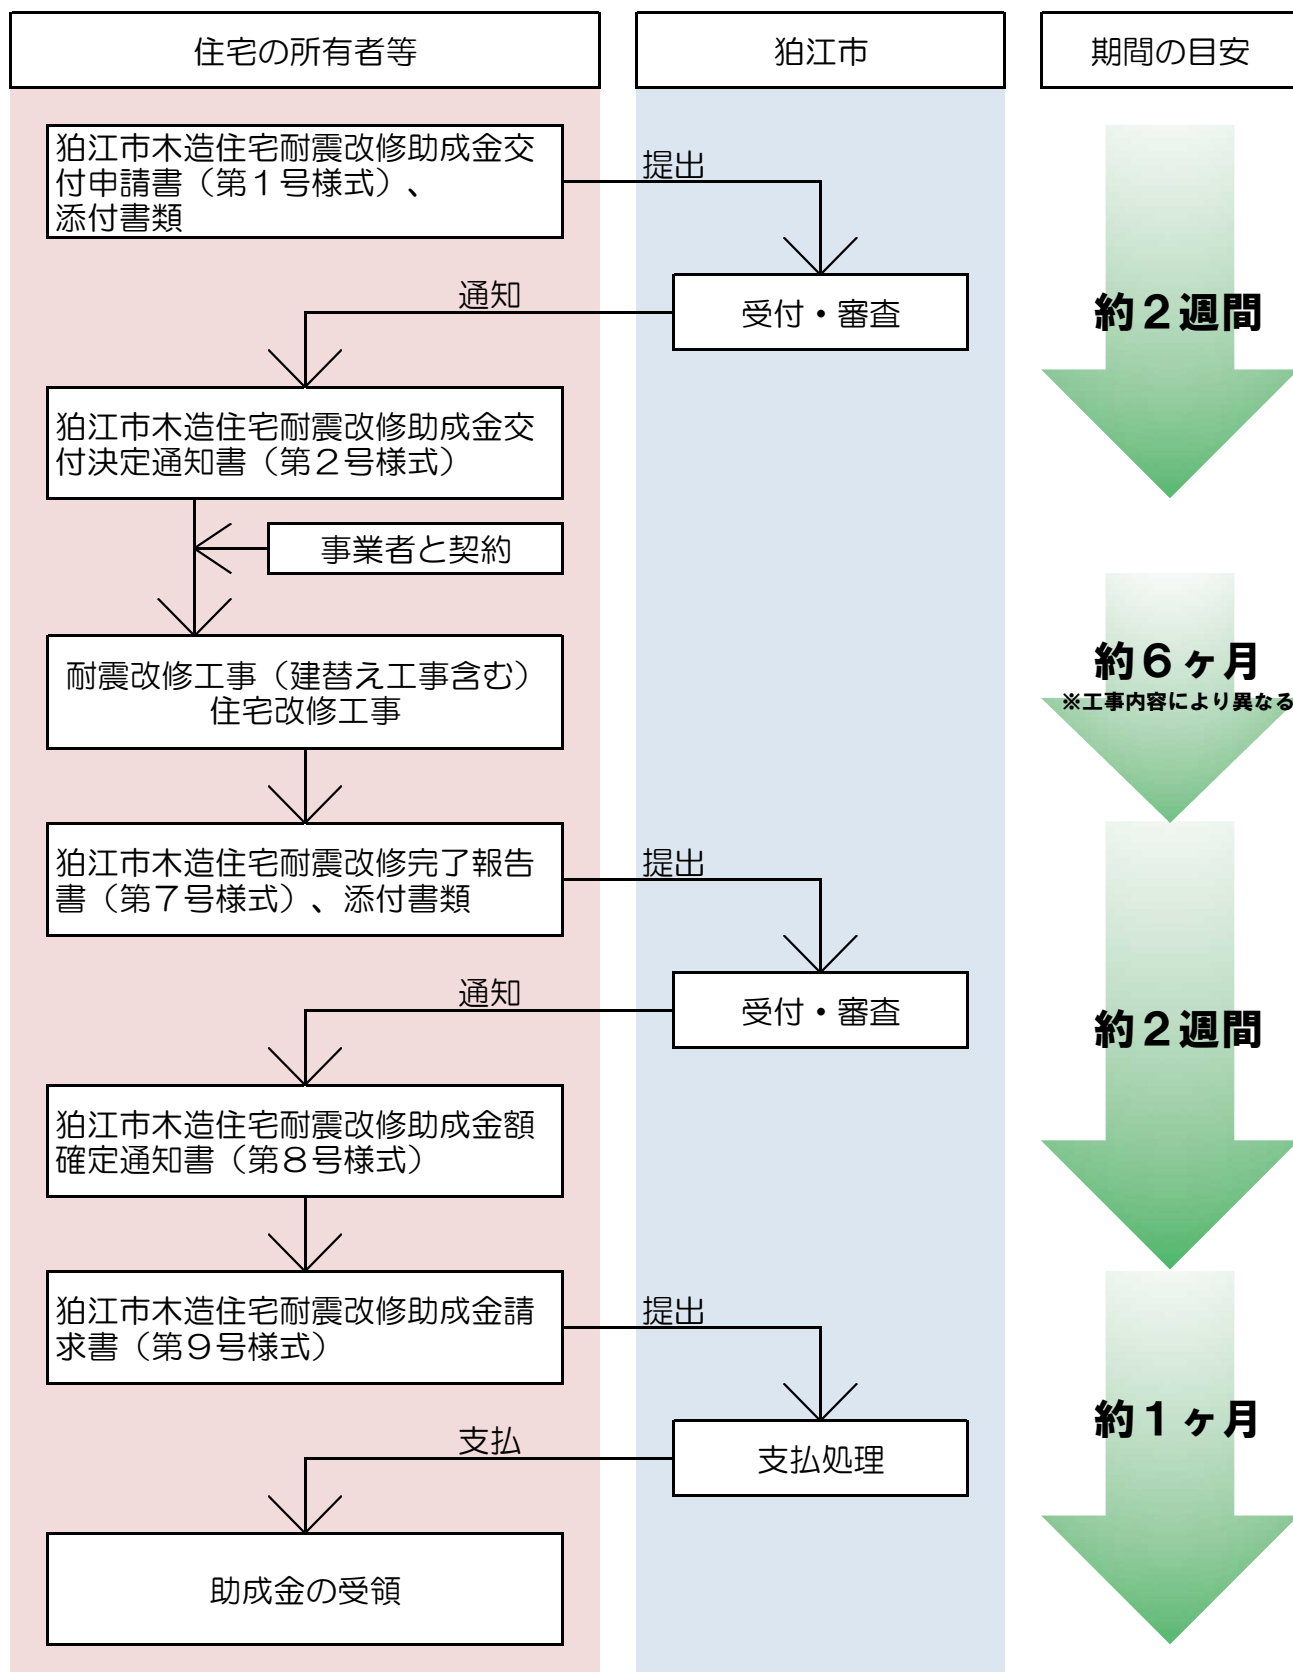 住宅の所有者等
狛江市
期間の目安
狛江市木造住宅耐震改修助成金交
付申請書（第１号様式）、
添付書類
提出
受付・審査
通知
約２週間
狛江市木造住宅耐震改修助成金交
付決定通知書（第２号様式）
事業者と契約
耐震改修工事（建替え工事含む）
住宅改修工事
約６ヶ月
※工事内容により異なる
狛江市木造住宅耐震改修完了報告
書（第７号様式）、添付書類
提出
受付・審査
通知
約２週間
狛江市木造住宅耐震改修助成金額
確定通知書（第８号様式）
狛江市木造住宅耐震改修助成金請
求書（第９号様式）
提出
支払処理
支払
約１ヶ月
助成金の受領